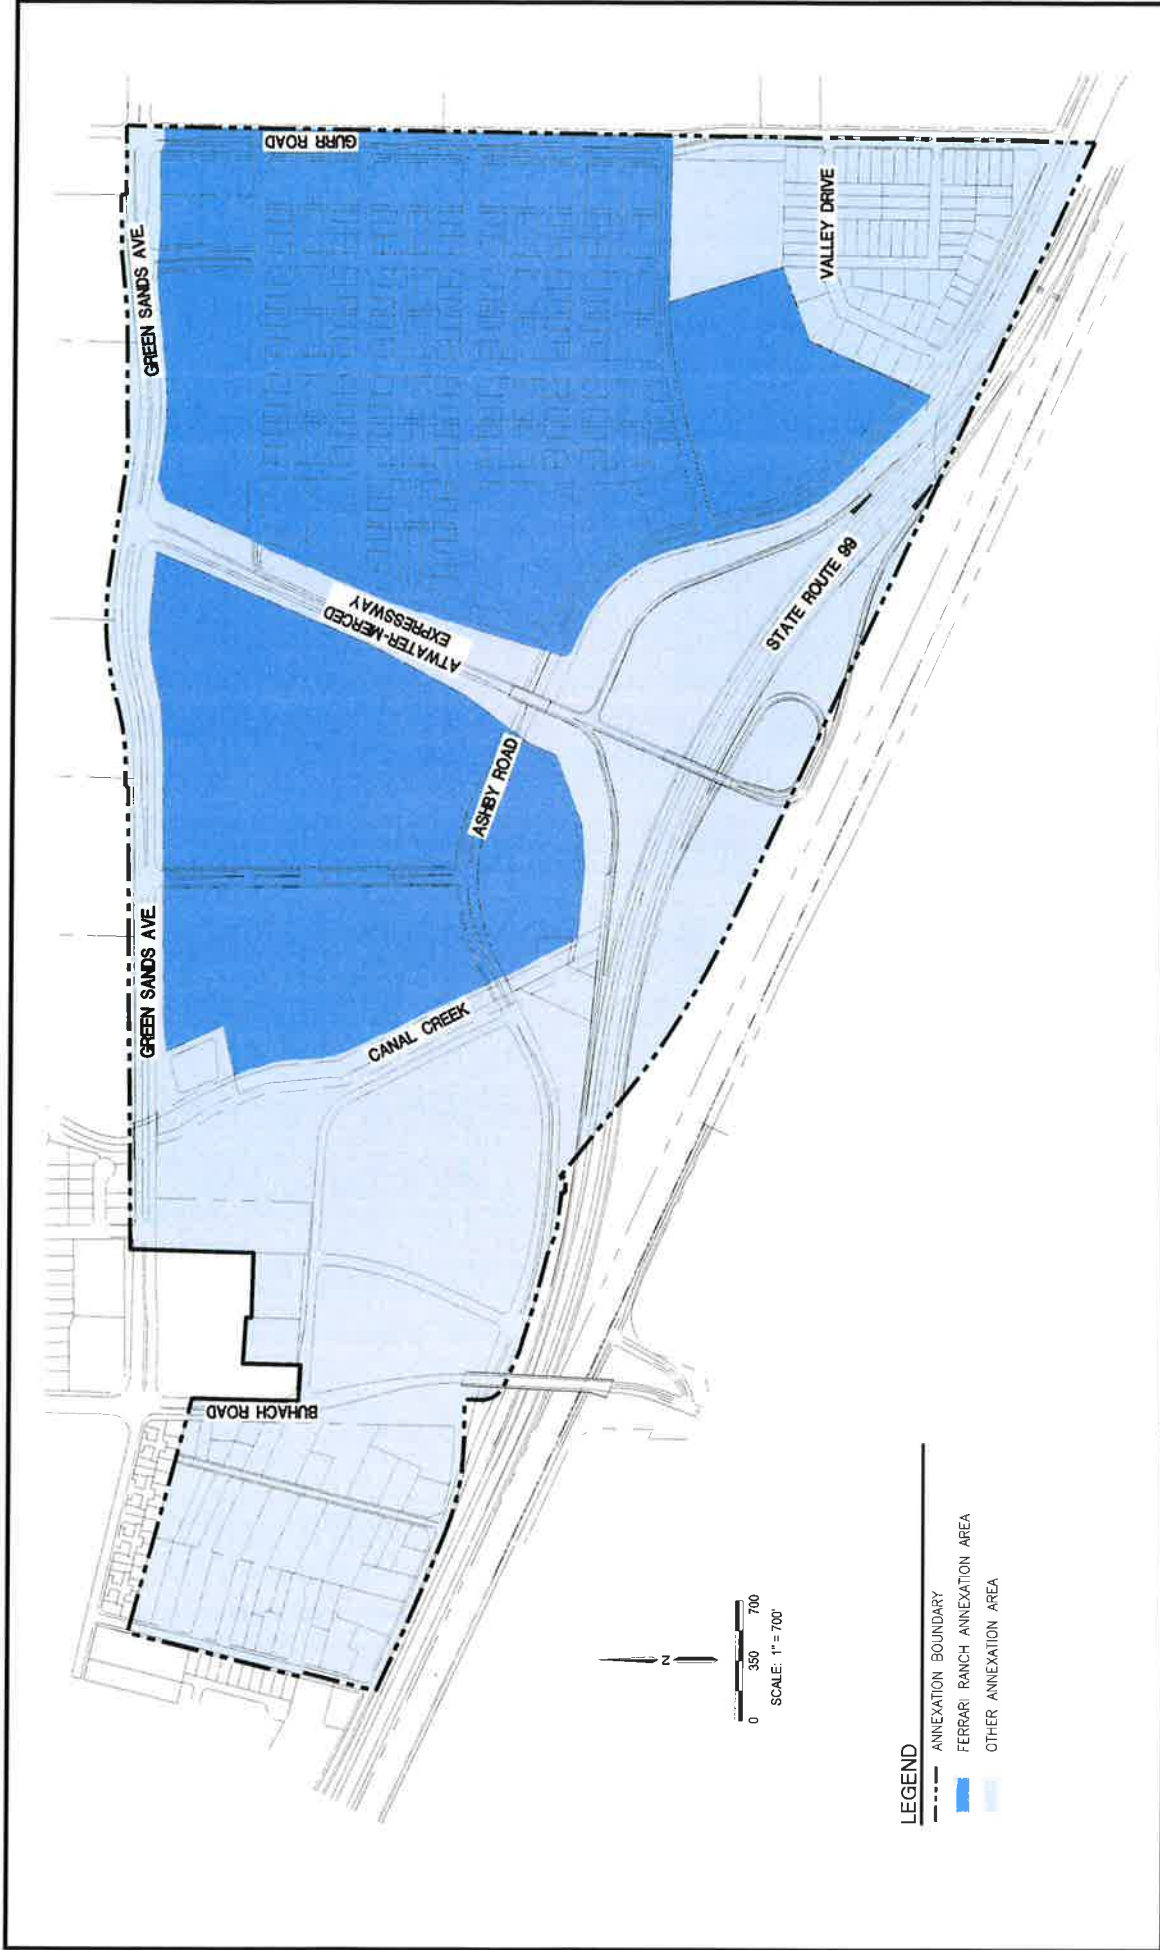 GREEN SANDS AVE.
GREEN SANDS AVE.
GURR ROAD
BUHACH ROAD
ATWATER-MERCED
EXPRESSWAY
ASHBY ROAD
CANAL CREEK
VALLEY DRIVE
STATE ROUTE 99
N
0 350 700
SCALE: 1" = 700'
LEGEND
ANNEXATION BOUNDARY
FERRARI RANCH ANNEXATION AREA
OTHER ANNEXATION AREA